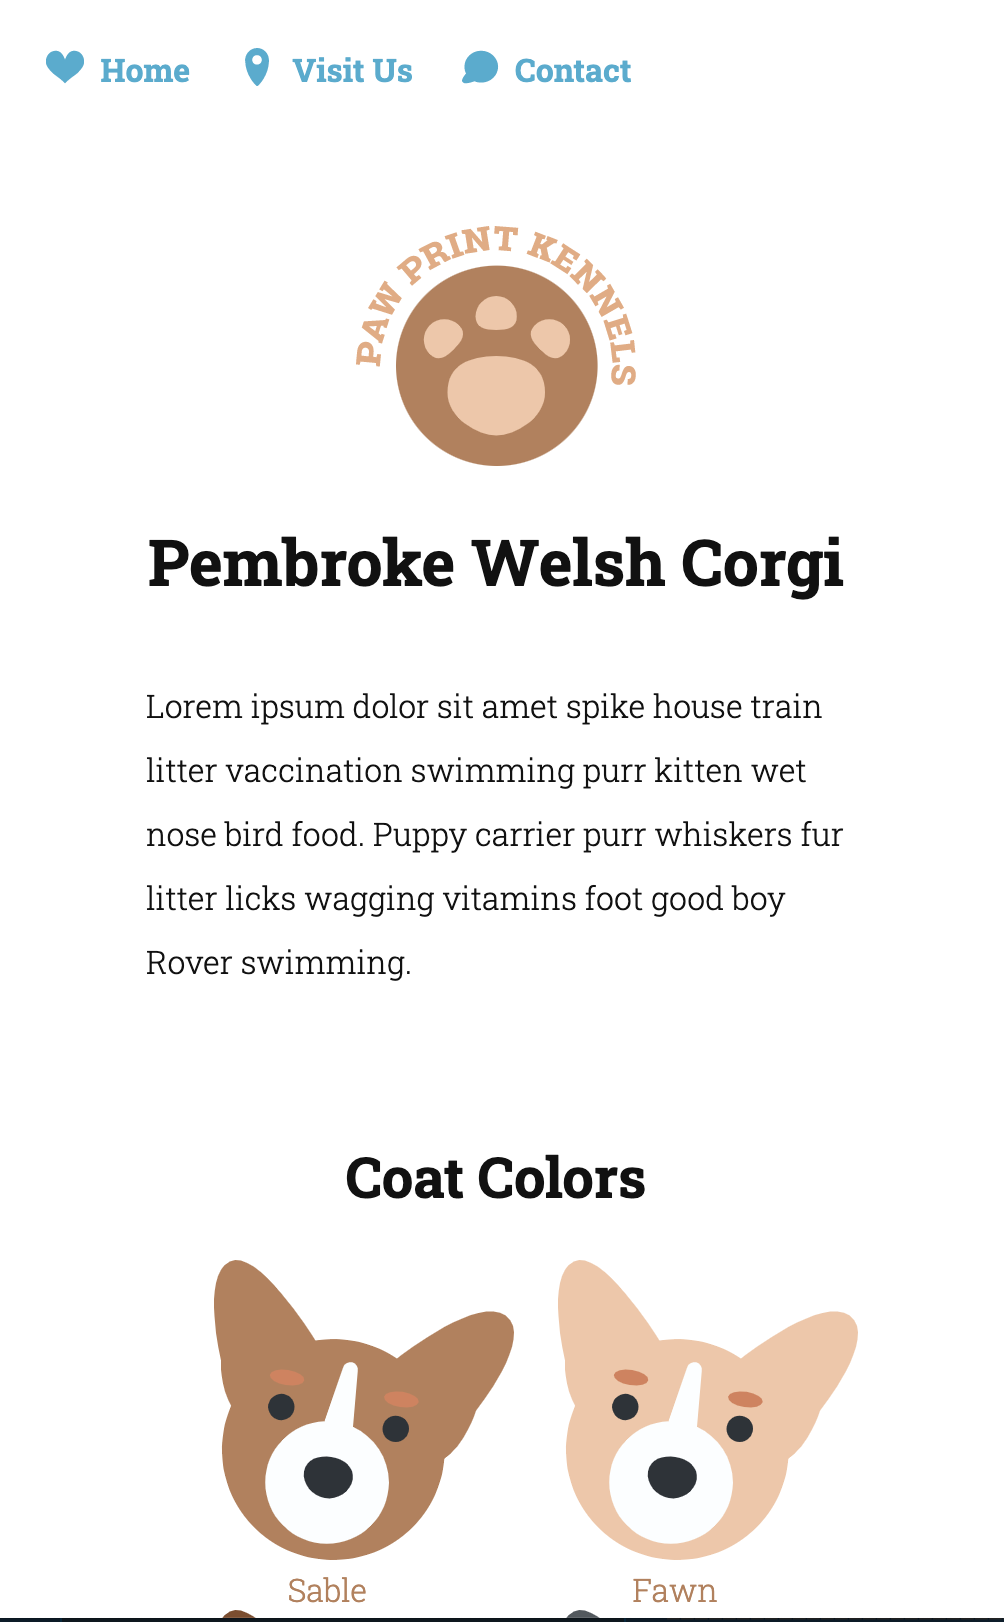 Home
Visit Us
Contact
PAW PRINT KENNELS
Pembroke Welsh Corgi
Lorem ipsum dolor sit amet spike house train
litter vaccination swimming purr kitten wet
nose bird food. Puppy carrier purr whiskers fur
litter licks wagging vitamins foot good boy
Rover swimming.
Coat Colors
Sable
Fawn